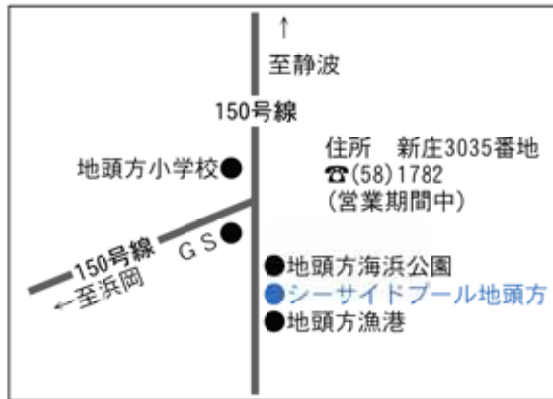 ↑
至静波
150号線
住所　新庄3035番地
☎(58)1782
(営業期間中)
地頭方小学校●
GS●
150号線
←至浜岡
●地頭方海浜公園
●シーサイドプール地頭方
●地頭方漁港